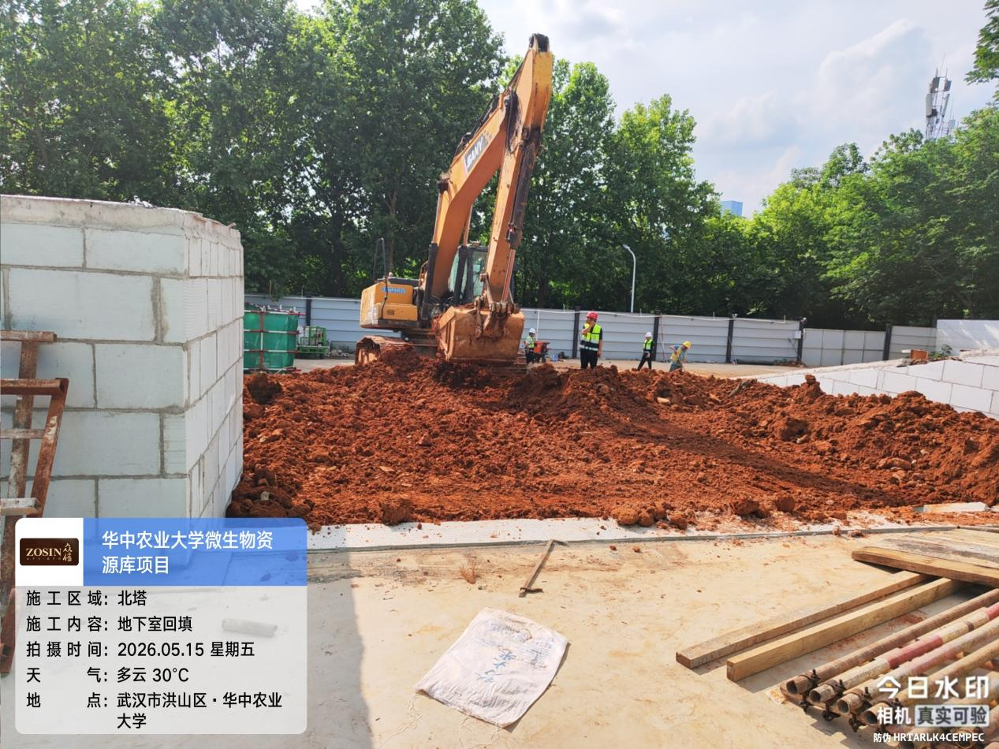 SANY
ZOSIN 众信
华中农业大学微生物资
源库项目
施工区域：北塔
施工内容：地下室回填
拍摄时间：2026.05.15 星期五
天气：多云 30°C
地点：武汉市洪山区·华中农业
大学
今日水印
相机 真实可验
防伪 HRTARLK4CEMPEC